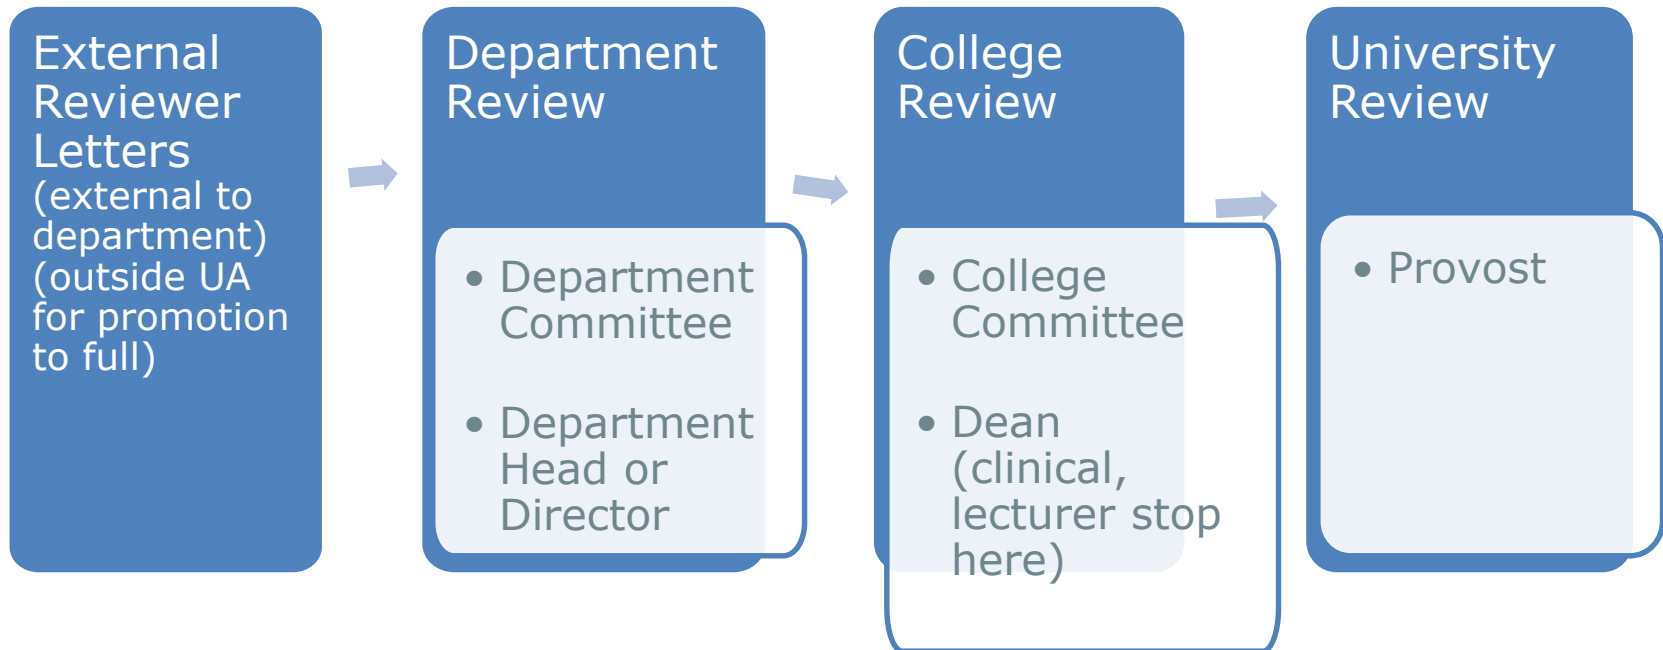 External
Reviewer
Letters
(external to
department)
(outside UA
for promotion
to full)
Department
Review
• Department
Committee
• Department
Head or
Director
College
Review
• College
Committee
• Dean
(clinical,
lecturer stop
here)
University
Review
• Provost